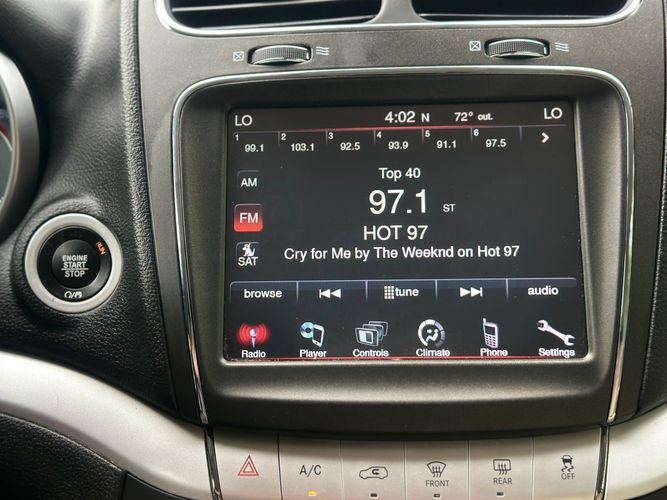 LO 4:02 N 72° out. LO
1 99.1 2 103.1 3 92.5 4 93.9 5 91.1 6 97.5
AM
Top 40
FM
97.1 ST
HOT 97
SAT
Cry for Me by The Weeknd on Hot 97
browse tune audio
Radio Player Controls Climate Phone Settings
RUN
ENGINE
START
STOP
A/C FRONT REAR OFF